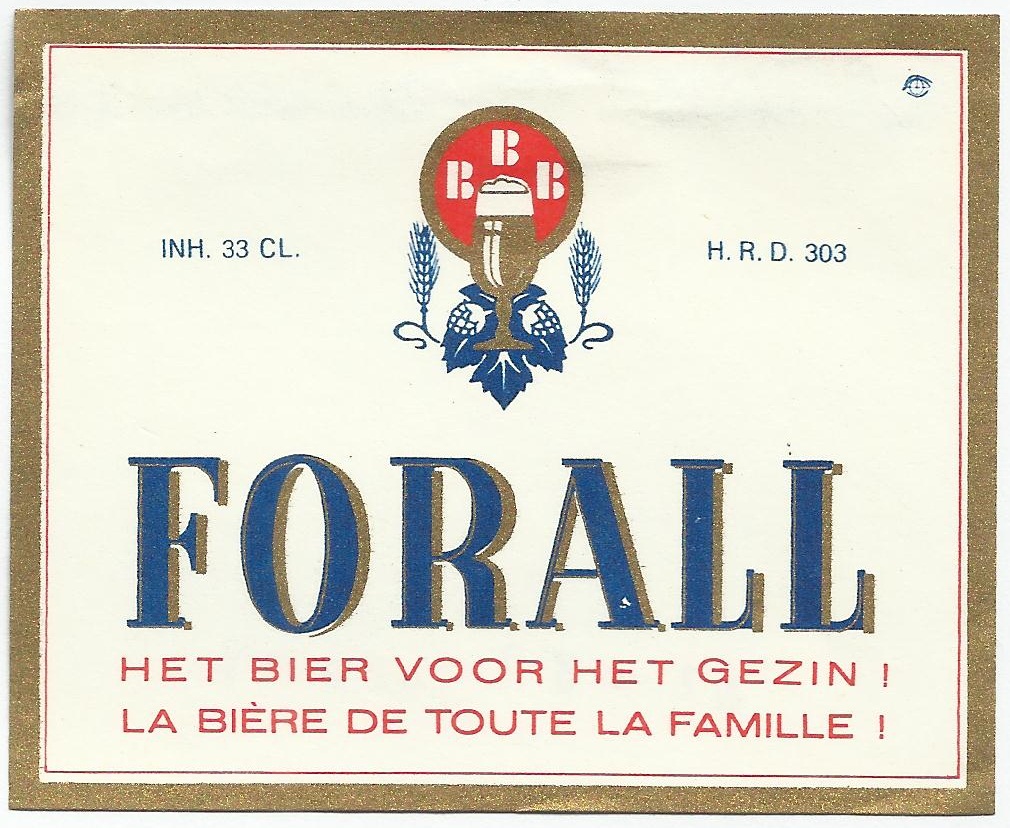 B B B
INH. 33 CL.
H. R. D. 303
FORALL
HET BIER VOOR HET GEZIN !
LA BIÈRE DE TOUTE LA FAMILLE !